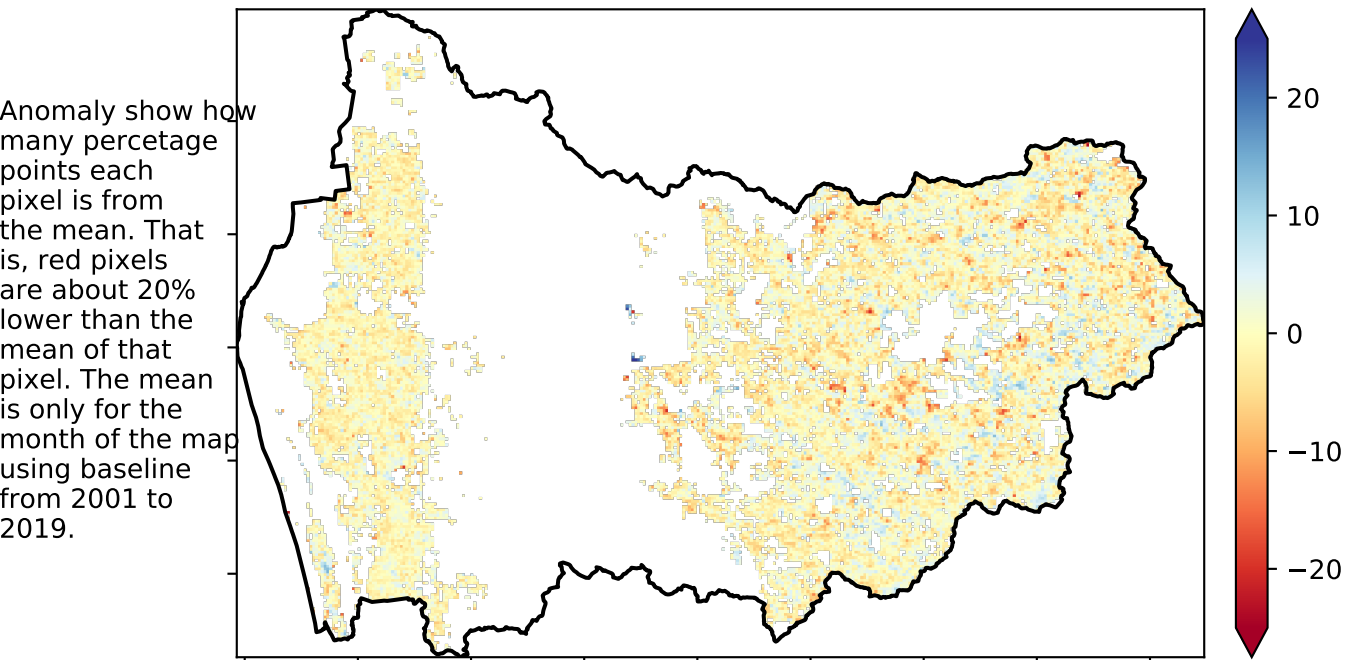 Anomaly show how
many percetage
points each
pixel is from
the mean. That
is, red pixels
are about 20%
lower than the
mean of that
pixel. The mean
is only for the
month of the map
using baseline
from 2001 to
2019.
20
10
0
−10
−20